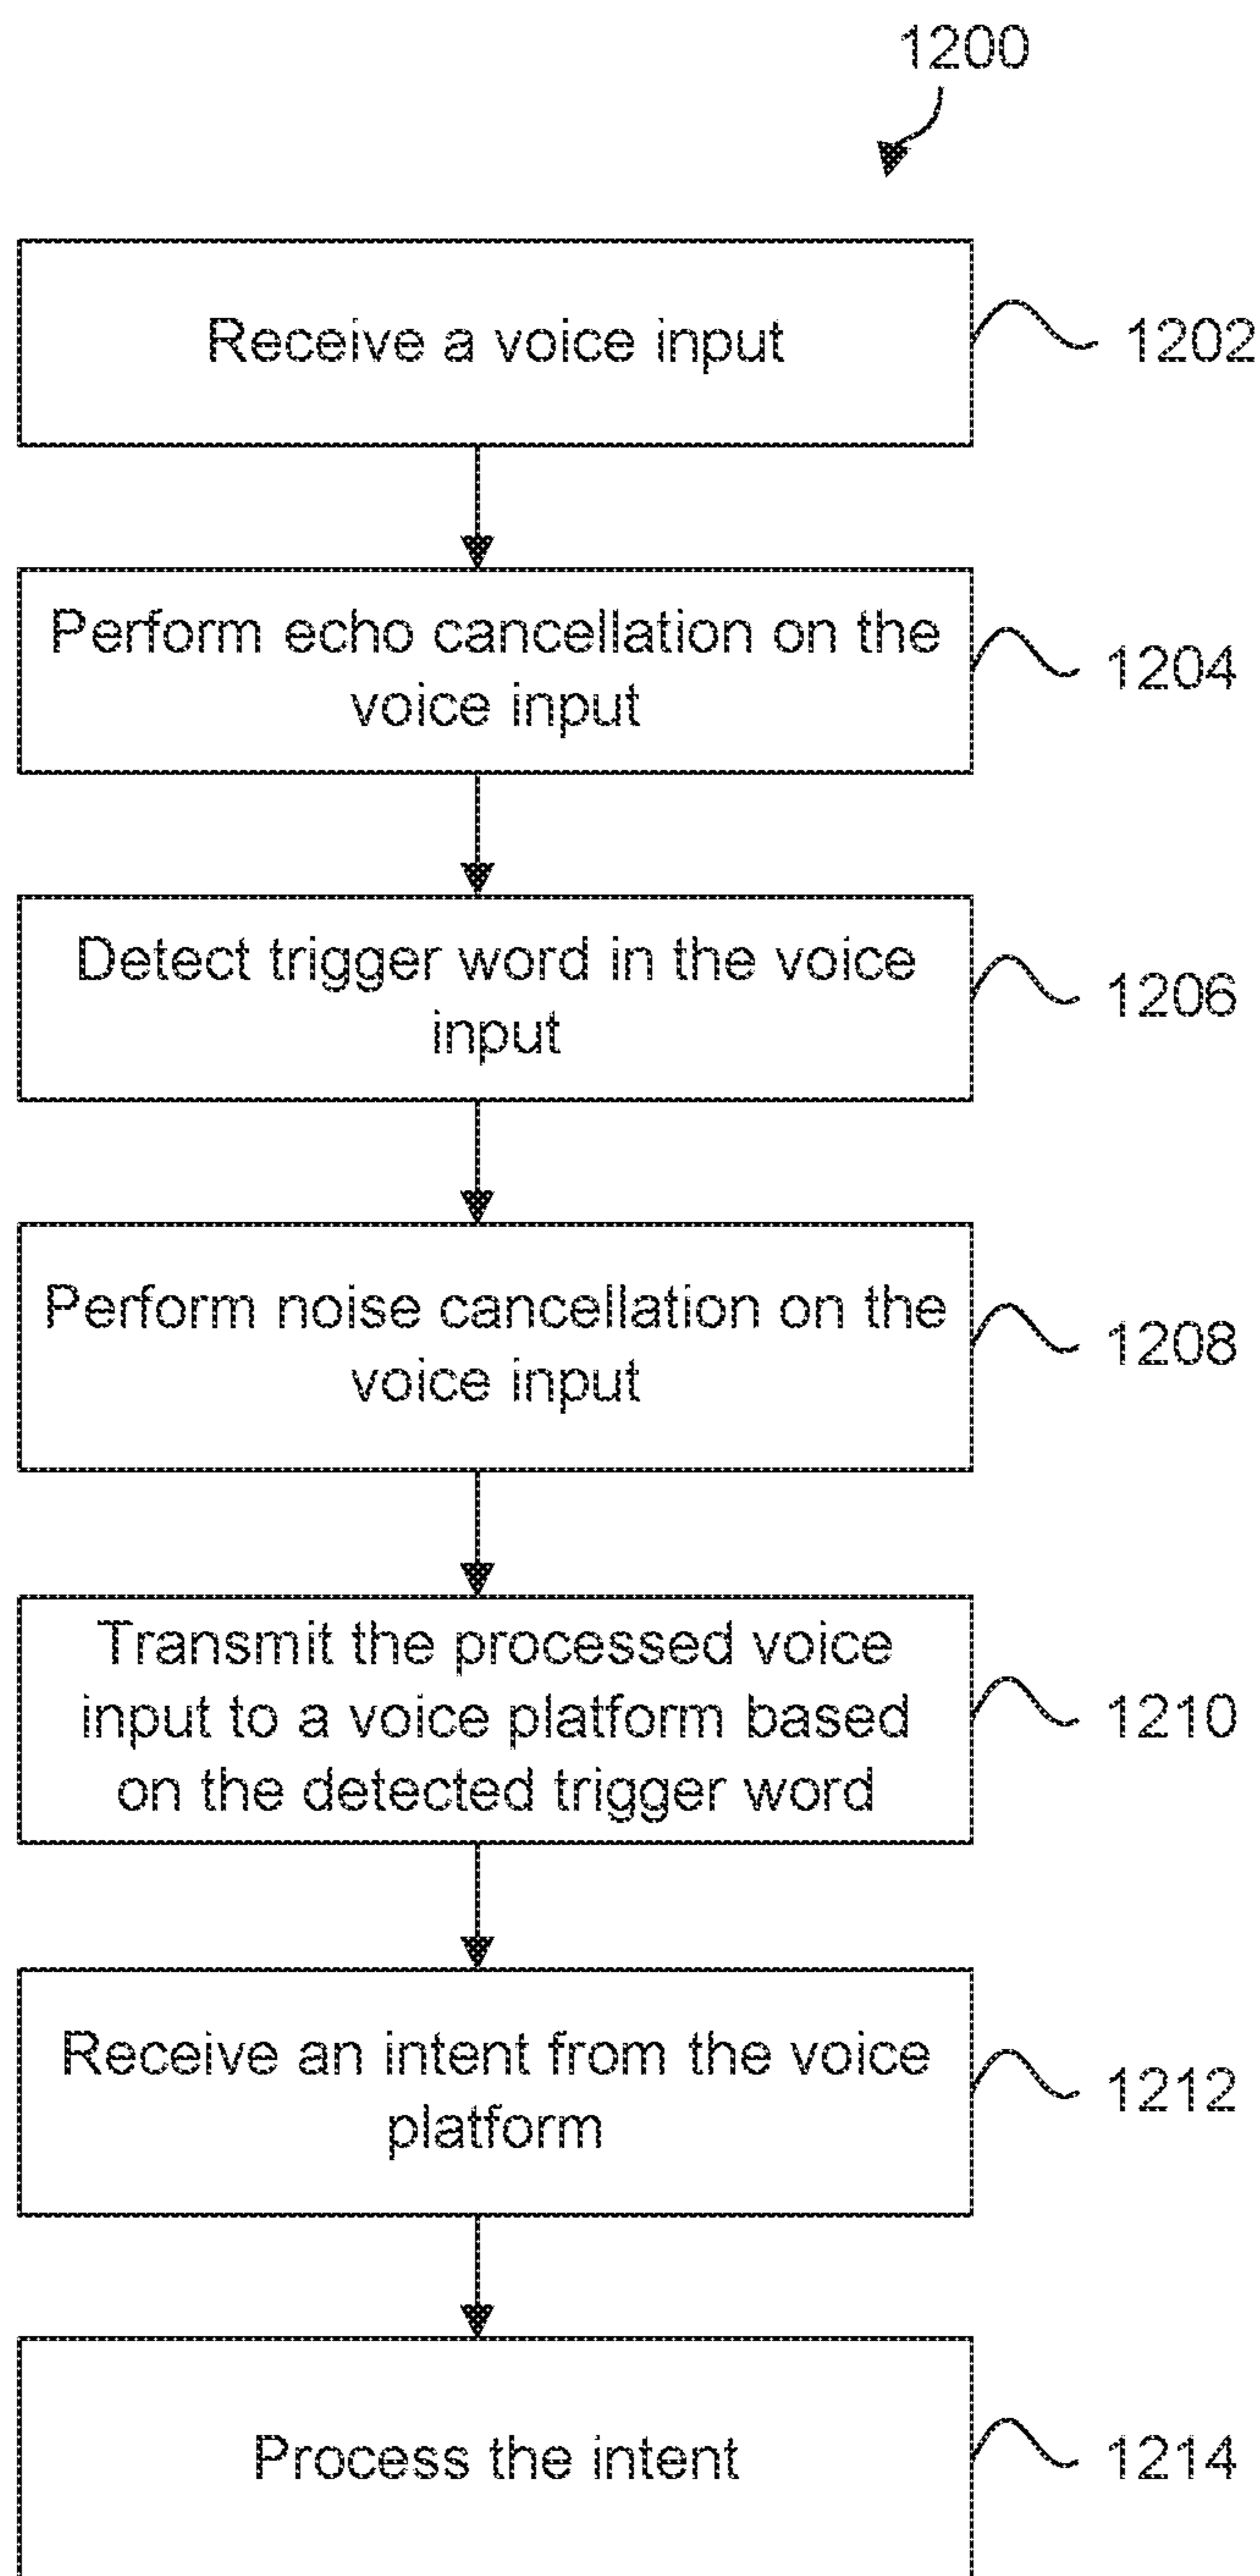 1200
Receive a voice input
1202
Perform echo cancellation on the
voice input
1204
Detect trigger word in the voice
input
1206
Perform noise cancellation on the
voice input
1208
Transmit the processed voice
input to a voice platform based
on the detected trigger word
1210
Receive an intent from the voice
platform
1212
Process the intent
1214